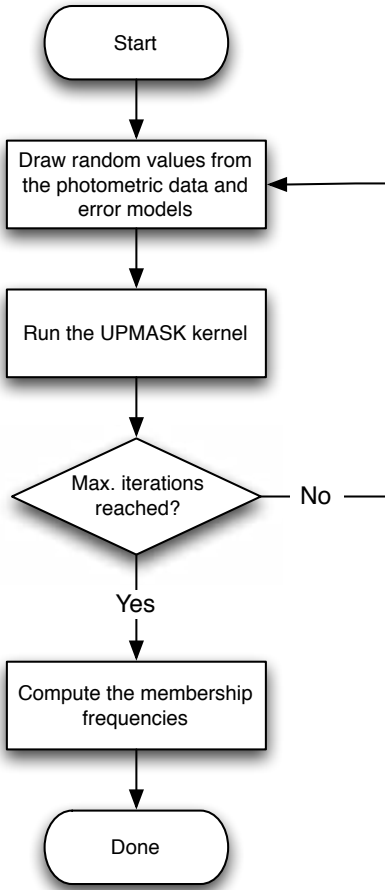 Start
Draw random values from
the photometric data and
error models
Run the UPMASK kernel
Max. iterations
reached?
No
Yes
Compute the membership
frequencies
Done